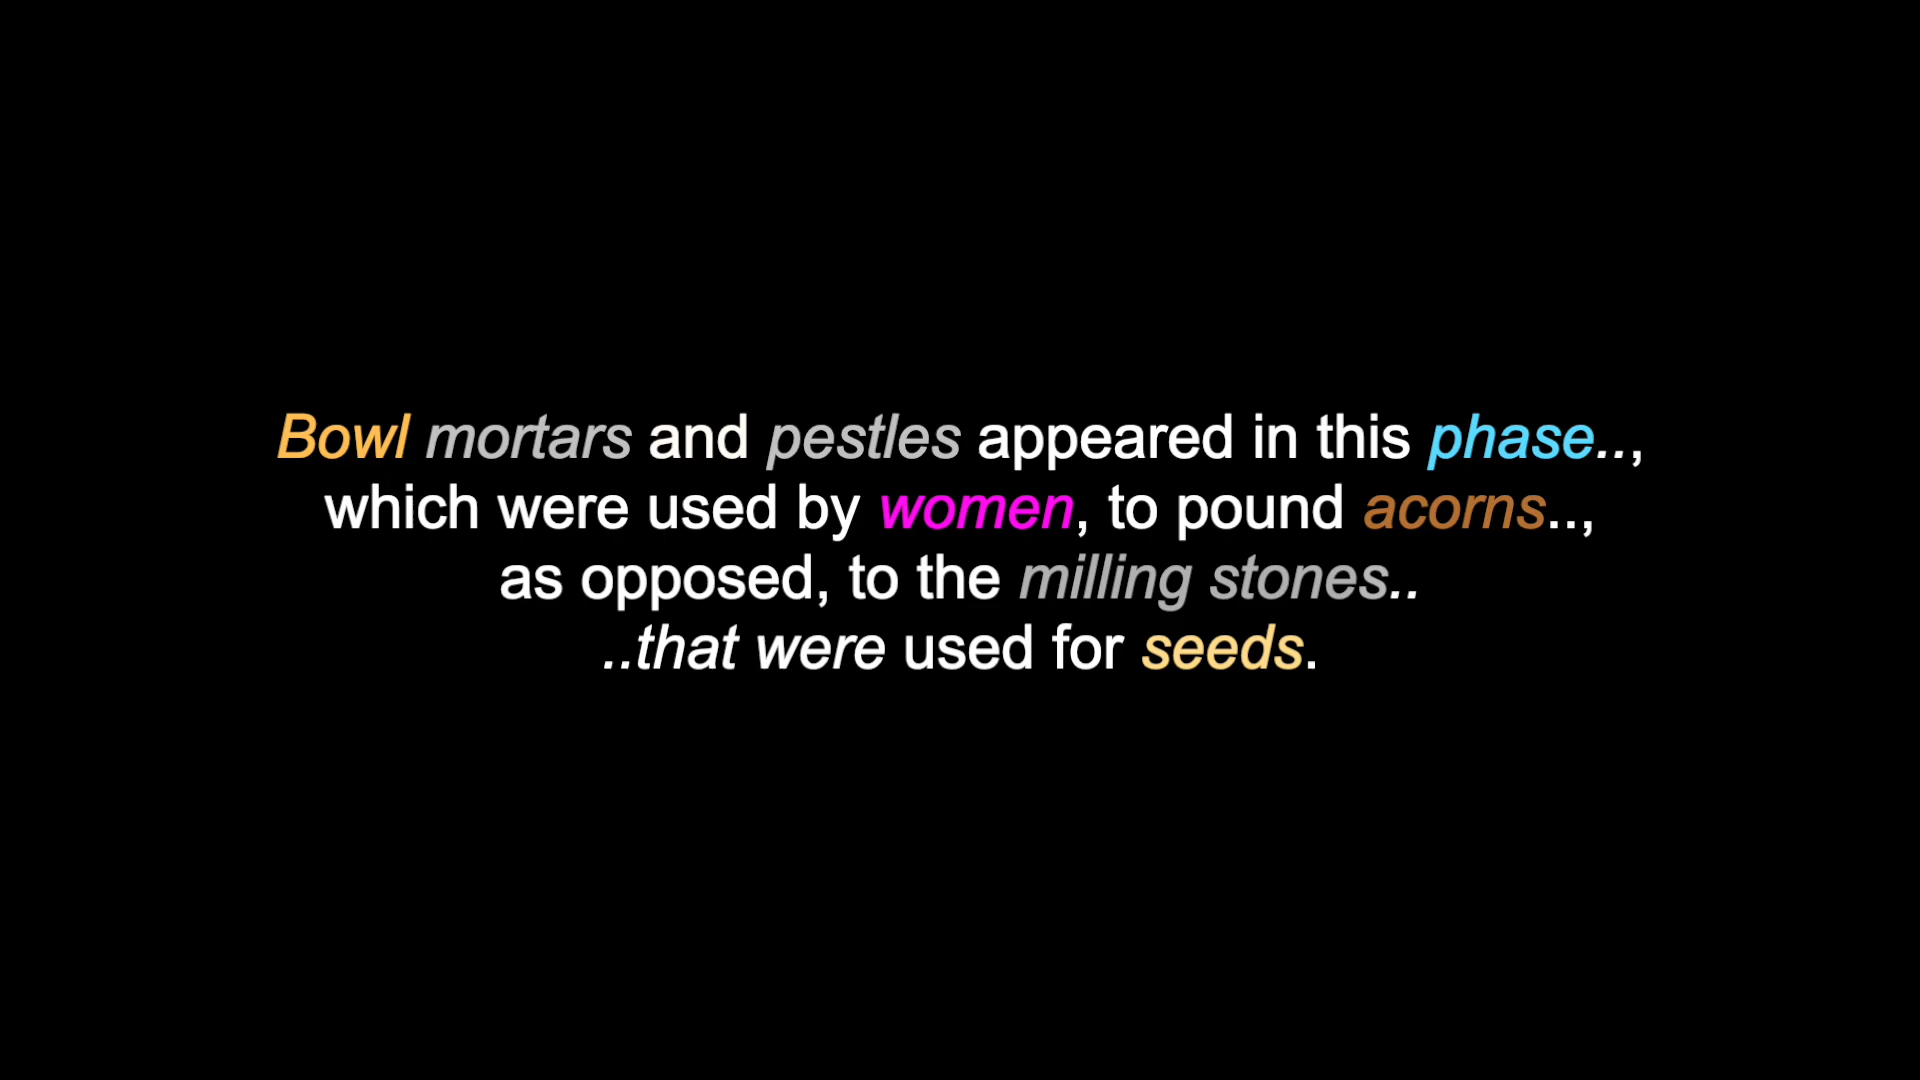 Bowl mortars and pestles appeared in this phase..,
which were used by women, to pound acorns..,
as opposed, to the milling stones..
..that were used for seeds.